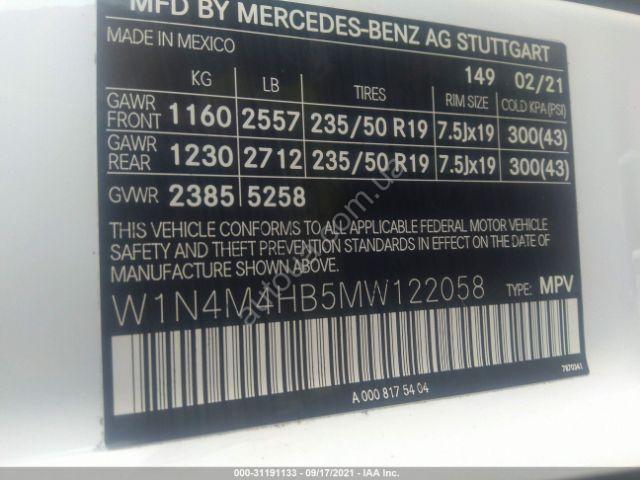 MFD BY MERCEDES-BENZ AG STUTTGART
MADE IN MEXICO
149 02/21
KG LB TIRES RIM SIZE COLD KPA(PSI)
GAWR FRONT 1160 2557 235/50 R19 7.5Jx19 300(43)
GAWR REAR 1230 2712 235/50 R19 7.5Jx19 300(43)
GVWR 2385 5258
THIS VEHICLE CONFORMS TO ALL APPLICABLE FEDERAL MOTOR VEHICLE
SAFETY AND THEFT PREVENTION STANDARDS IN EFFECT ON THE DATE OF
MANUFACTURE SHOWN ABOVE.
W1N4M4HB5MW122058 TYPE: MPV
A 000 817 54 04
7670341
autobid.com.ua
000-31191133 - 09/17/2021 - IAA Inc.